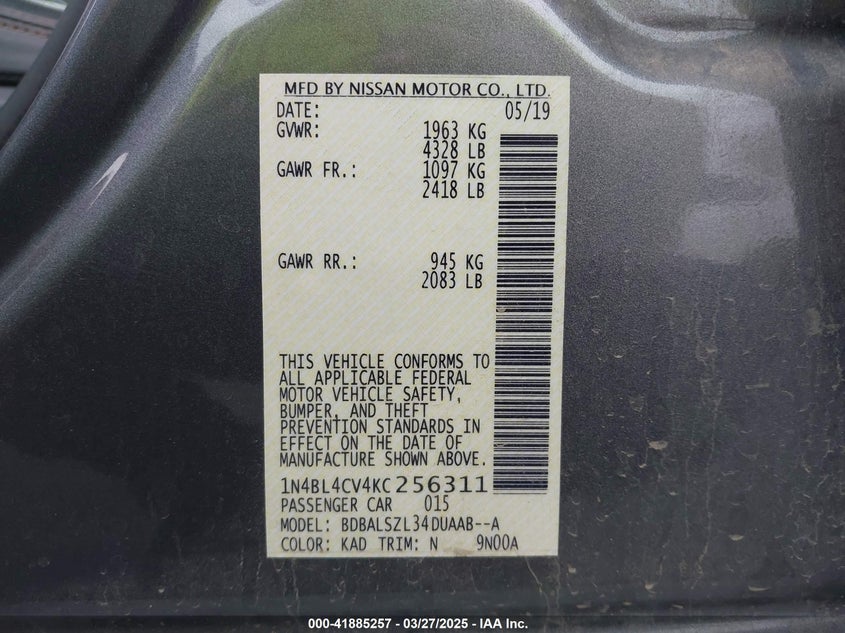 MFD BY NISSAN MOTOR CO., LTD.
DATE: 05/19
GVWR: 1963 KG
4328 LB
GAWR FR.: 1097 KG
2418 LB
GAWR RR.: 945 KG
2083 LB
THIS VEHICLE CONFORMS TO
ALL APPLICABLE FEDERAL
MOTOR VEHICLE SAFETY,
BUMPER, AND THEFT
PREVENTION STANDARDS IN
EFFECT ON THE DATE OF
MANUFACTURE SHOWN ABOVE.
1N4BL4CV4KC256311
PASSENGER CAR 015
MODEL: BDBALSZL34DUAAB--A
COLOR: KAD TRIM: N 9N00A
000-41885257 - 03/27/2025 - IAA Inc.